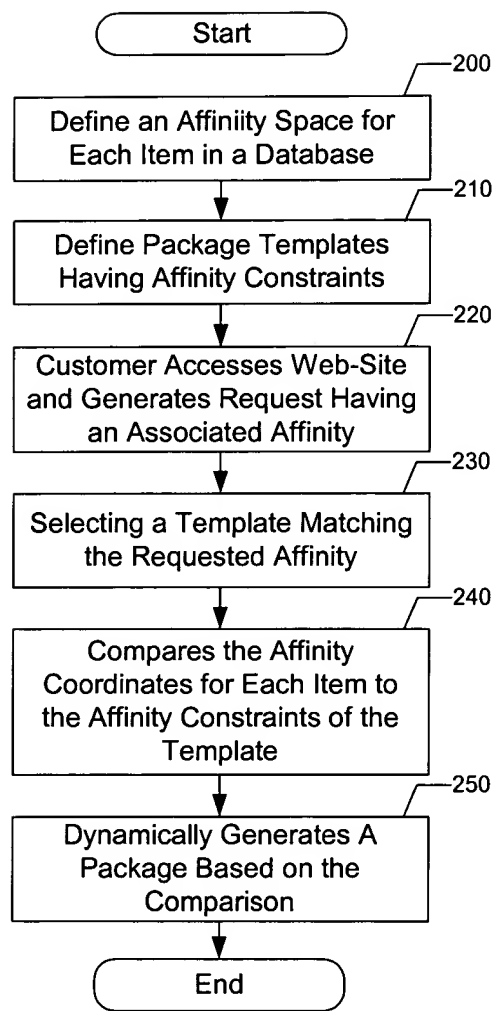 Start
200
Define an Affiniity Space for
Each Item in a Database
210
Define Package Templates
Having Affinity Constraints
220
Customer Accesses Web-Site
and Generates Request Having
an Associated Affinity
230
Selecting a Template Matching
the Requested Affinity
240
Compares the Affinity
Coordinates for Each Item to
the Affinity Constraints of the
Template
250
Dynamically Generates A
Package Based on the
Comparison
End